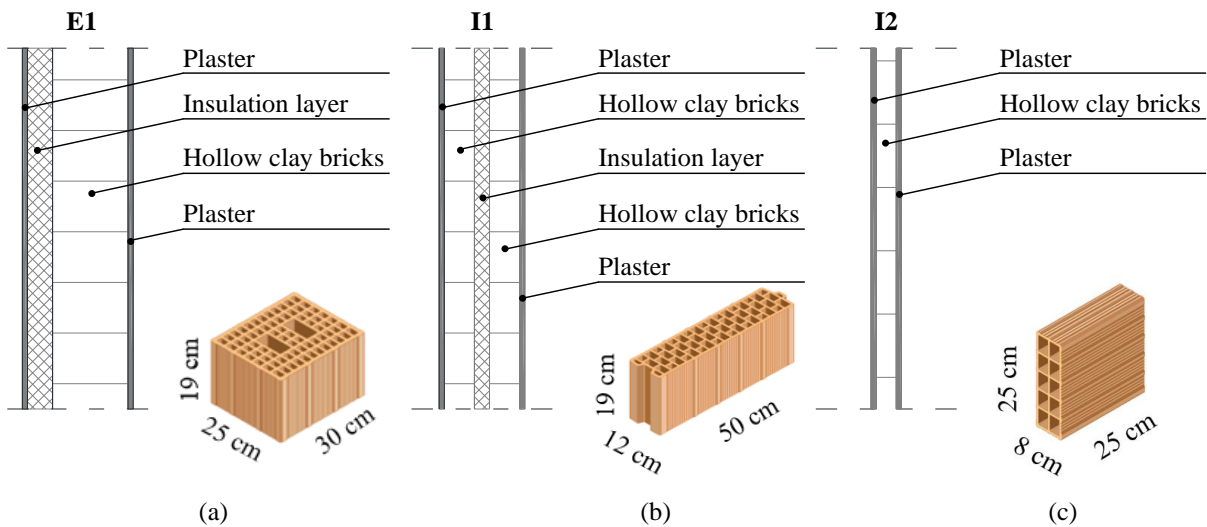 E1
Plaster
Insulation layer
Hollow clay bricks
Plaster
19 cm
25 cm
30 cm
(a)
I1
Plaster
Hollow clay bricks
Insulation layer
Hollow clay bricks
Plaster
19 cm
12 cm
50 cm
(b)
I2
Plaster
Hollow clay bricks
Plaster
25 cm
8 cm
25 cm
(c)